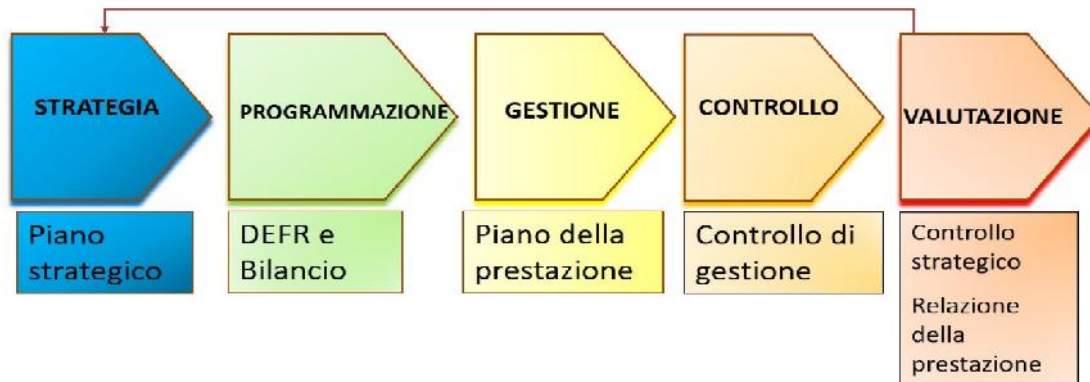 STRATEGIA
PROGRAMMAZIONE
GESTIONE
CONTROLLO
VALUTAZIONE
Piano
strategico
DEFR e
Bilancio
Piano della
prestazione
Controllo di
gestione
Controllo
strategico
Relazione
della
prestazione